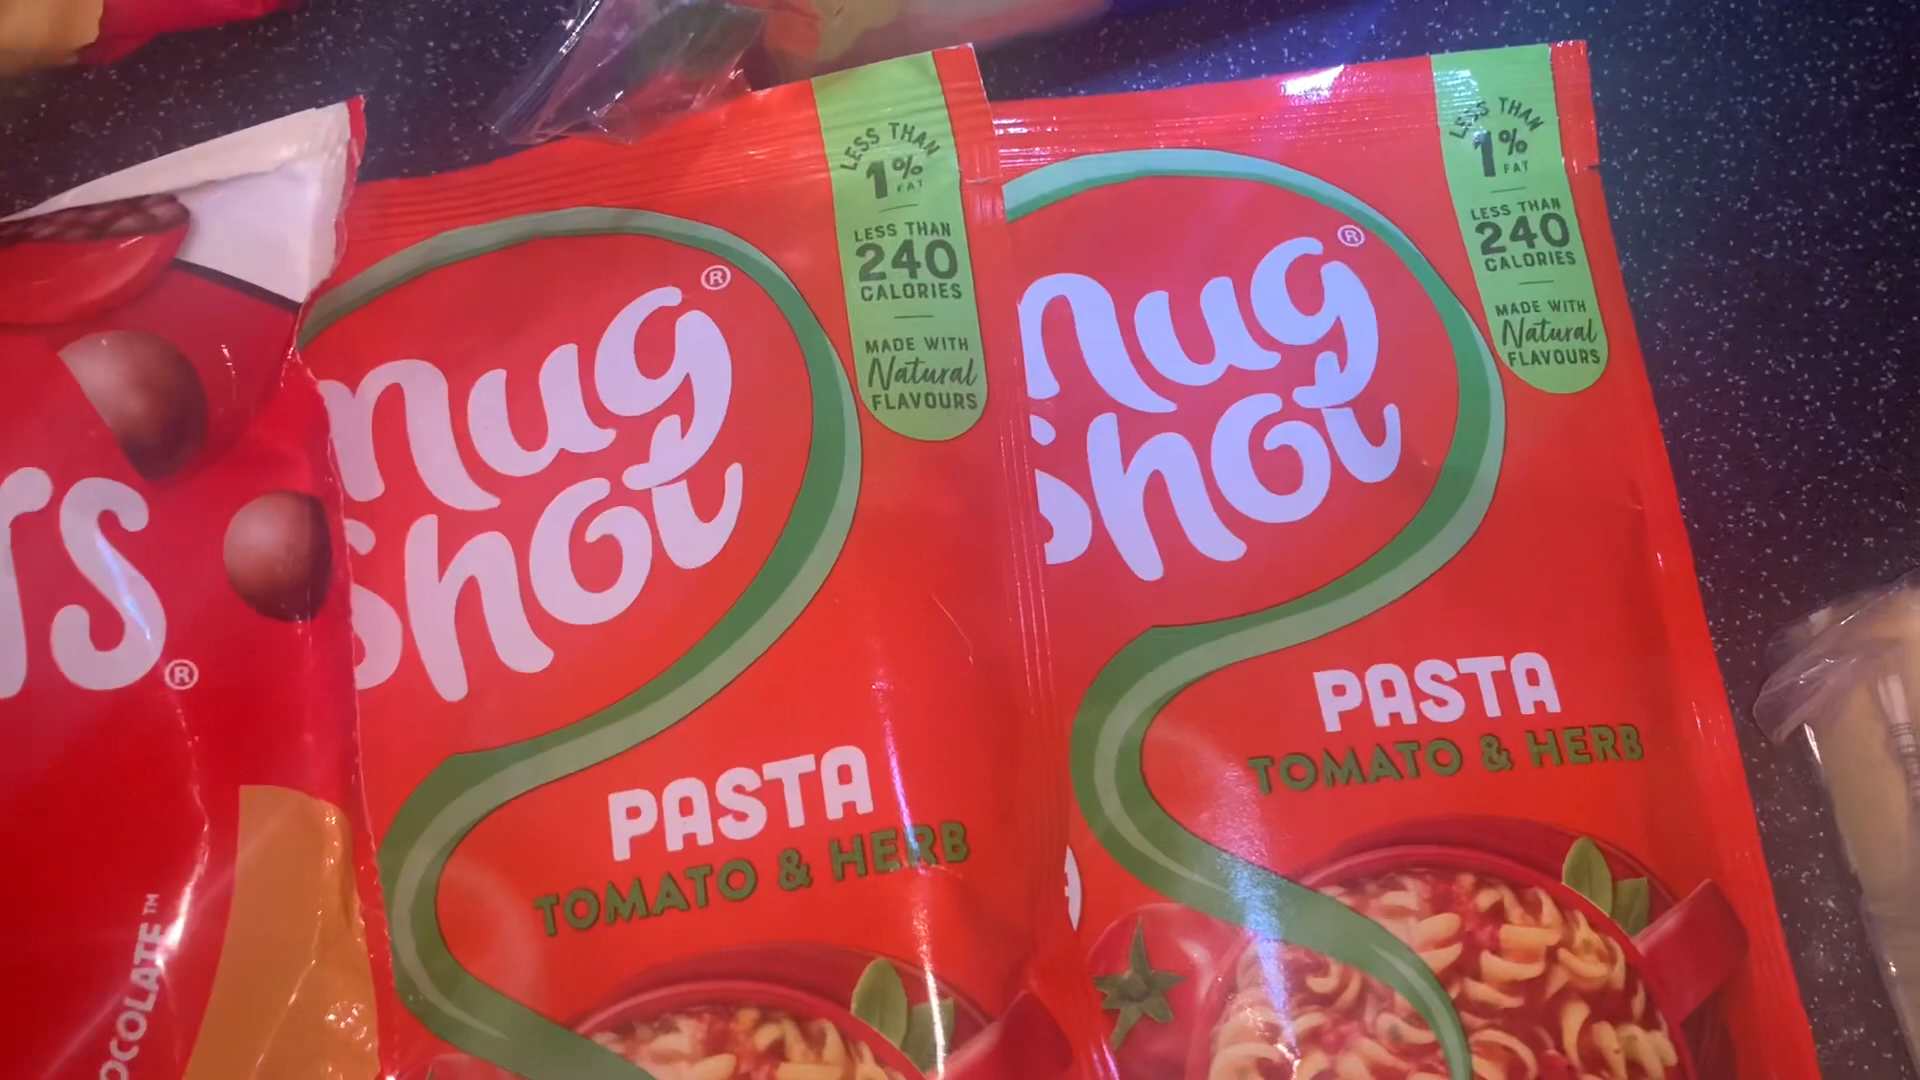 LESS THAN
1%
FAT
LESS THAN
240
CALORIES
MADE WITH
Natural
FLAVOURS
nug
Shot
®
PASTA
TOMATO & HERB
LESS THAN
1%
FAT
LESS THAN
240
CALORIES
MADE WITH
Natural
FLAVOURS
nug
Shot
®
PASTA
TOMATO & HERB
rs®
OCOLATE™